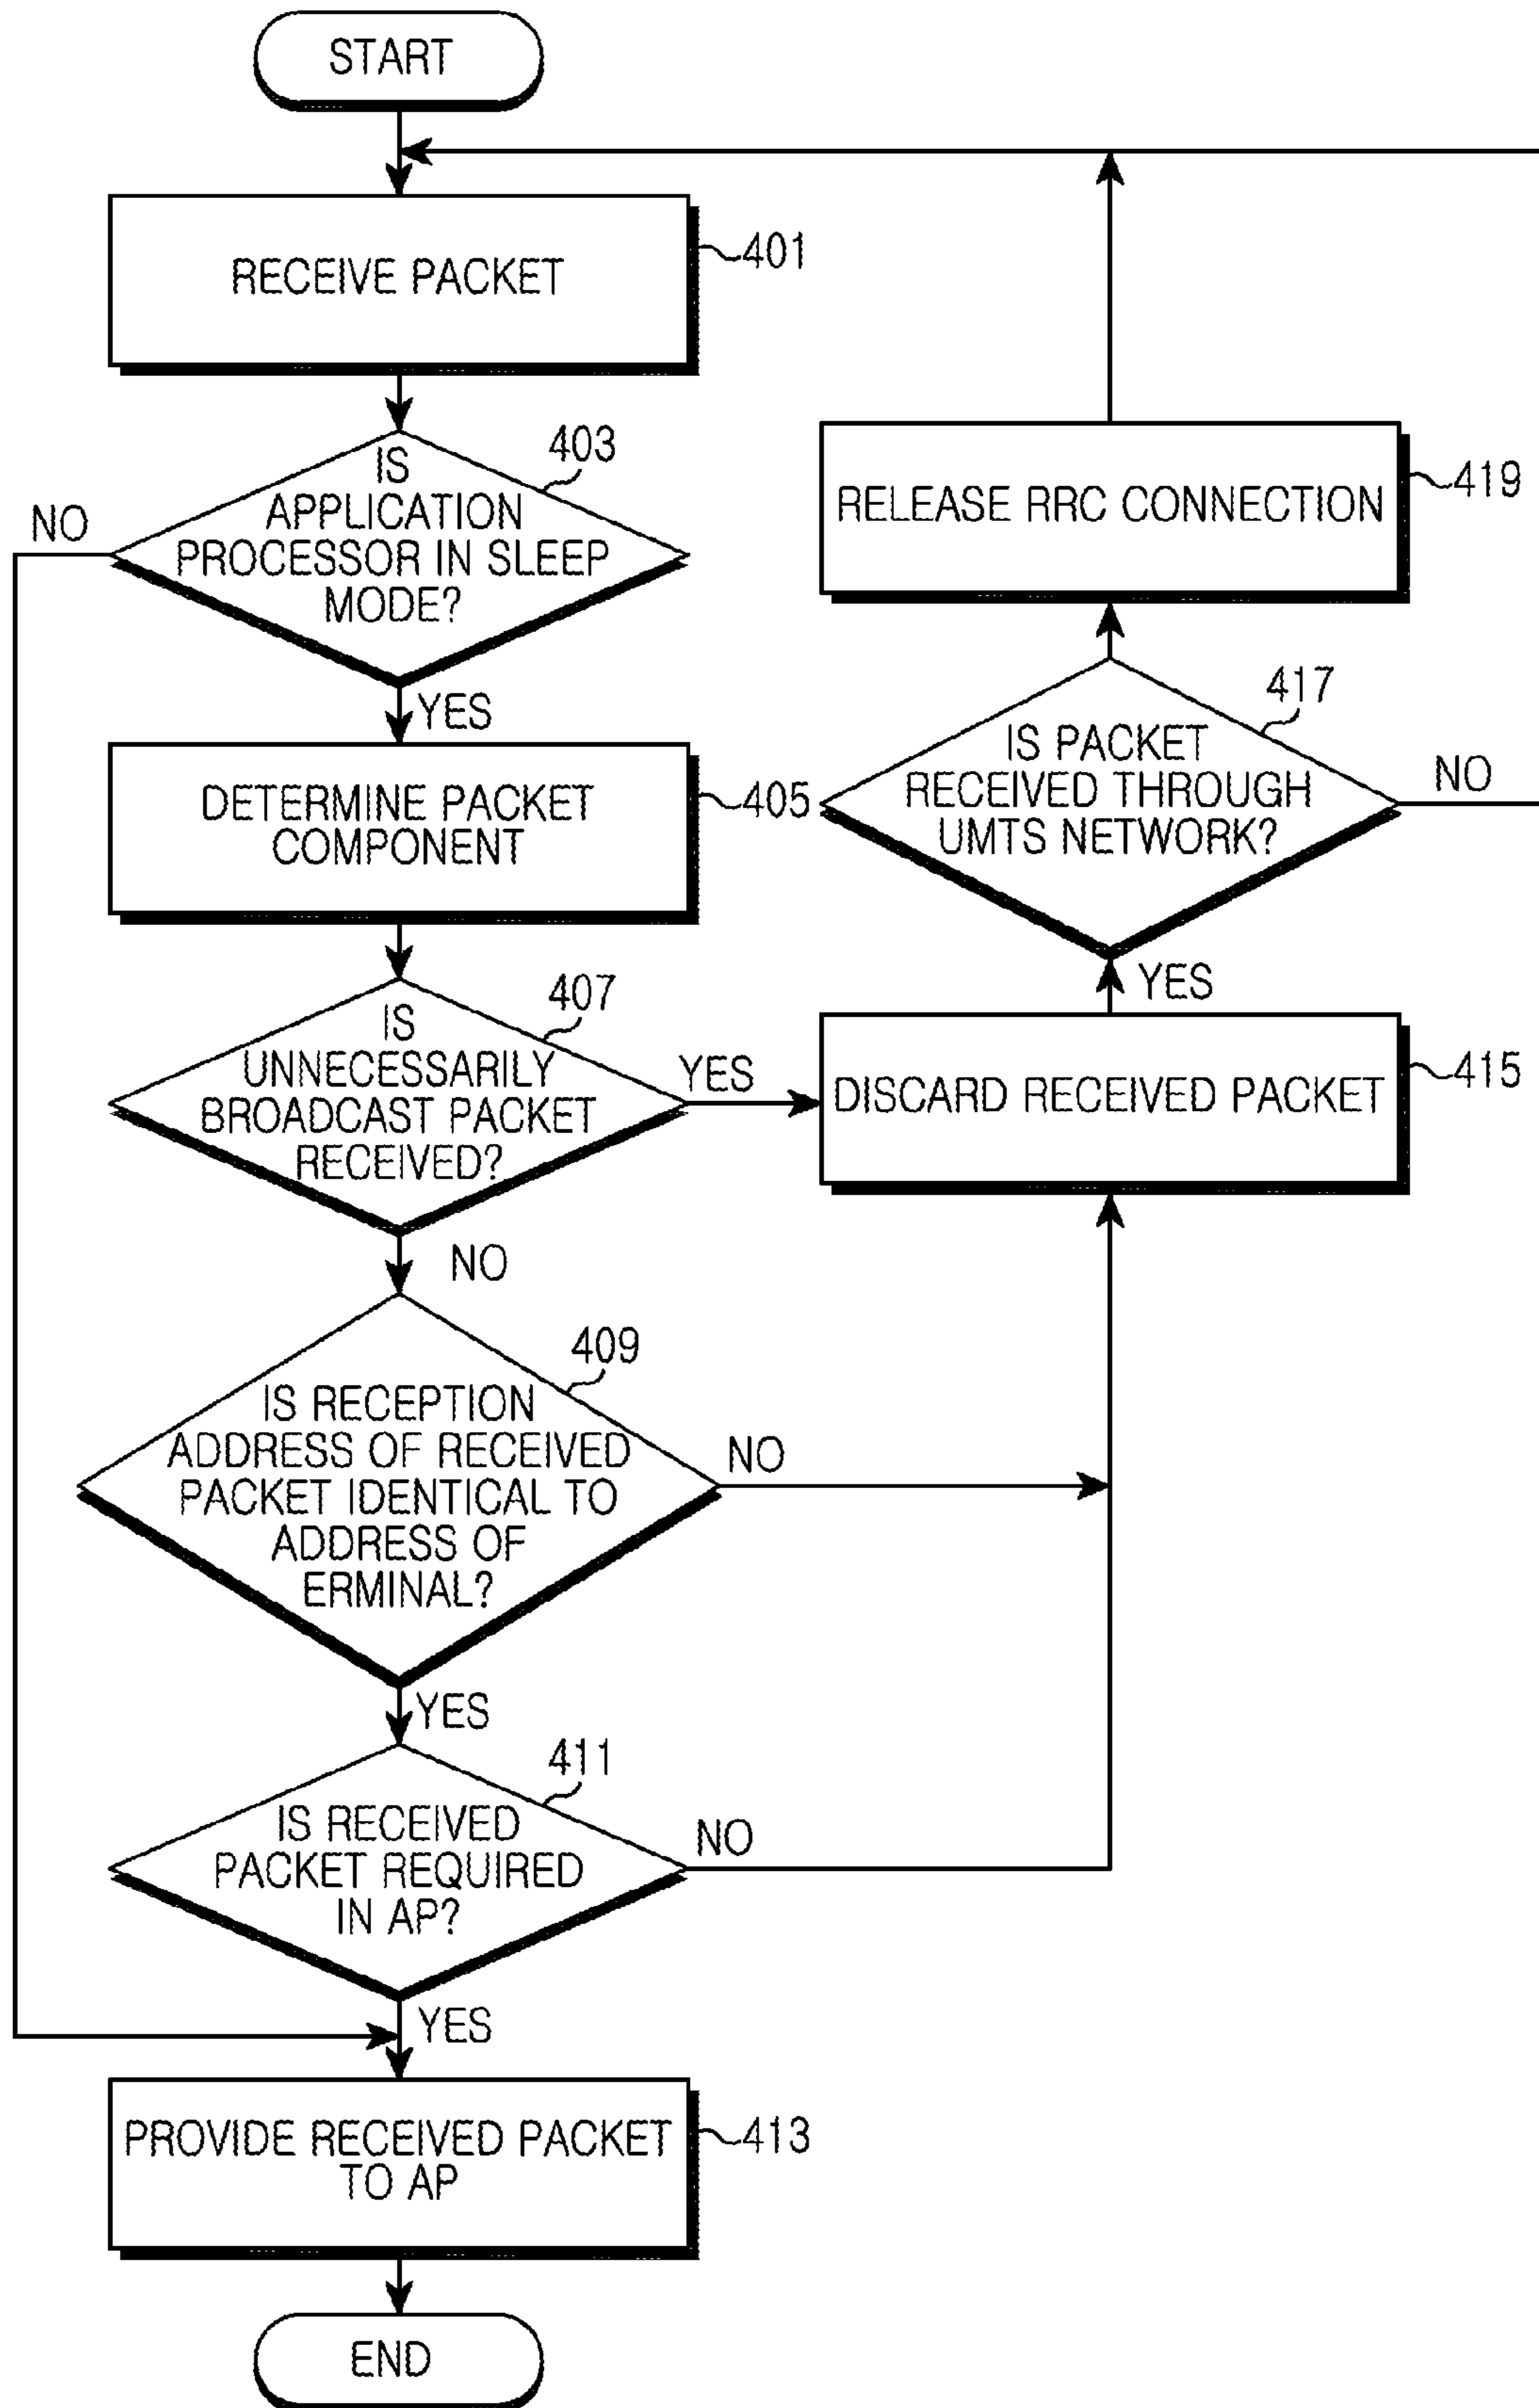 START
RECEIVE PACKET
401
IS
APPLICATION
PROCESSOR IN SLEEP
MODE?
403
NO
YES
DETERMINE PACKET
COMPONENT
405
IS
UNNECESSARILY
BROADCAST PACKET
RECEIVED?
407
YES
NO
IS RECEPTION
ADDRESS OF RECEIVED
PACKET IDENTICAL TO
ADDRESS OF
ERMINAL?
409
NO
YES
IS RECEIVED
PACKET REQUIRED
IN AP?
411
NO
YES
PROVIDE RECEIVED PACKET
TO AP
413
END
RELEASE RRC CONNECTION
419
IS PACKET
RECEIVED THROUGH
UMTS NETWORK?
417
NO
YES
DISCARD RECEIVED PACKET
415